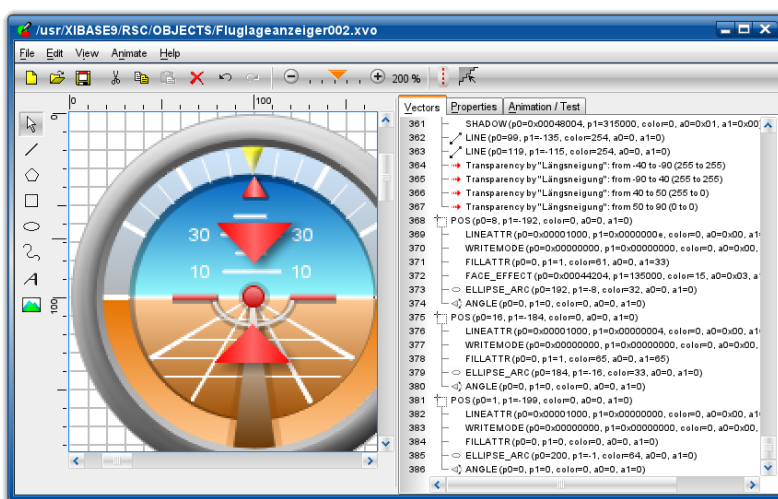 /usr/XIBASE9/RSC/OBJECTS/Fluglageanzeiger002.xvo
File Edit View Animate Help
200 %
0 100
0
100
30 30
10 10
A
Vectors Properties Animation / Test
361 SHADOW(p0=0x00048004, p1=315000, color=0, a0=0x01, a1=0x00
362 LINE(p0=99, p1=-135, color=254, a0=0, a1=0)
363 LINE(p0=119, p1=-115, color=254, a0=0, a1=0)
364 Transparency by "Längsneigung": from -40 to -90 (255 to 255)
365 Transparency by "Längsneigung": from -90 to 40 (255 to 255)
366 Transparency by "Längsneigung": from 40 to 50 (255 to 0)
367 Transparency by "Längsneigung": from 50 to 90 (0 to 0)
368 POS(p0=8, p1=-192, color=0, a0=0, a1=0)
369 LINEATTR(p0=0x00001000, p1=0x0000000e, color=0, a0=0x00,
370 WRITEMODE(p0=0x00000000, p1=0x00000000, color=0, a0=0x00,
371 FILLATTR(p0=0, p1=1, color=61, a0=0, a1=33)
372 FACE_EFFECT(p0=0x00044204, p1=135000, color=15, a0=0x03,
373 ELLIPSE_ARC(p0=192, p1=-8, color=32, a0=0, a1=0)
374 ANGLE(p0=0, p1=0, color=0, a0=0, a1=0)
375 POS(p0=16, p1=-184, color=0, a0=0, a1=0)
376 LINEATTR(p0=0x00001000, p1=0x00000004, color=0, a0=0x00,
377 WRITEMODE(p0=0x00000000, p1=0x00000000, color=0, a0=0x00,
378 FILLATTR(p0=0, p1=1, color=65, a0=0, a1=65)
379 ELLIPSE_ARC(p0=184, p1=-16, color=33, a0=0, a1=0)
380 ANGLE(p0=0, p1=0, color=0, a0=0, a1=0)
381 POS(p0=1, p1=-199, color=0, a0=0, a1=0)
382 LINEATTR(p0=0x00001000, p1=0x00000000, color=0, a0=0x00,
383 WRITEMODE(p0=0x00000000, p1=0x00000000, color=0, a0=0x00,
384 FILLATTR(p0=0, p1=0, color=0, a0=0, a1=0)
385 ELLIPSE_ARC(p0=200, p1=-1, color=64, a0=0, a1=0)
386 ANGLE(p0=0, p1=0, color=0, a0=0, a1=0)